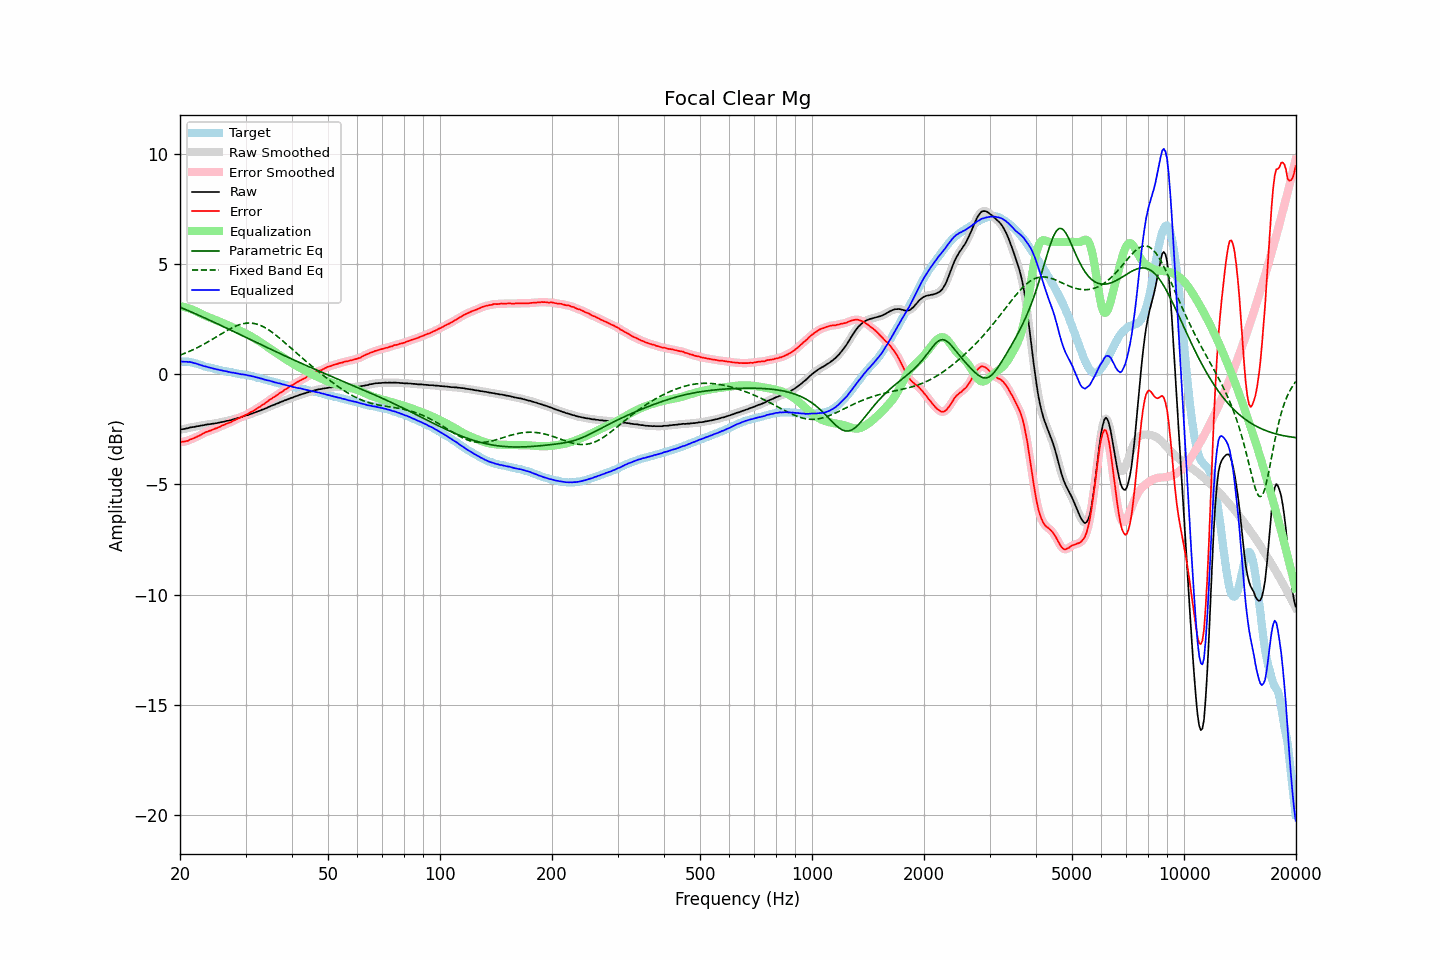 Focal Clear Mg
Target
Raw Smoothed
Error Smoothed
Raw
Error
Equalization
Parametric Eq
Fixed Band Eq
Equalized
10
5
0
−5
−10
−15
−20
Amplitude (dBr)
20 50 100 200 500 1000 2000 5000 10000 20000
Frequency (Hz)